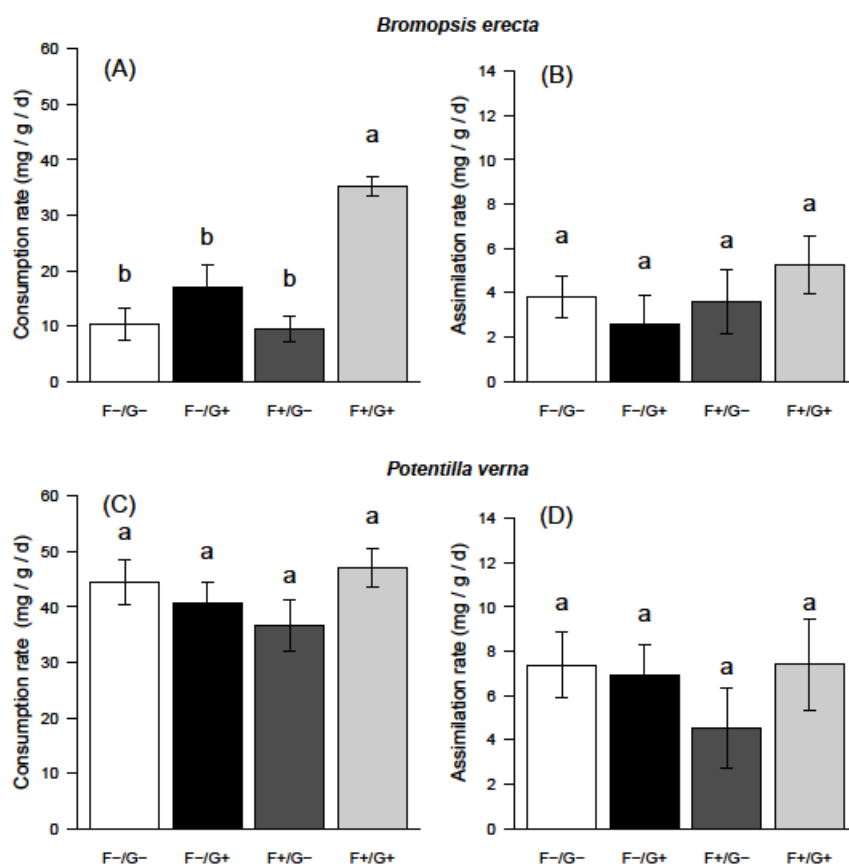 Bromopsis erecta
(A)
Consumption rate (mg / g / d)
60
50
40
30
20
10
0
b
b
b
a
F−/G−
F−/G+
F+/G−
F+/G+
(B)
Assimilation rate (mg / g / d)
14
12
10
8
6
4
2
0
a
a
a
a
F−/G−
F−/G+
F+/G−
F+/G+
Potentilla verna
(C)
Consumption rate (mg / g / d)
60
50
40
30
20
10
0
a
a
a
a
F−/G−
F−/G+
F+/G−
F+/G+
(D)
Assimilation rate (mg / g / d)
14
12
10
8
6
4
2
0
a
a
a
a
F−/G−
F−/G+
F+/G−
F+/G+